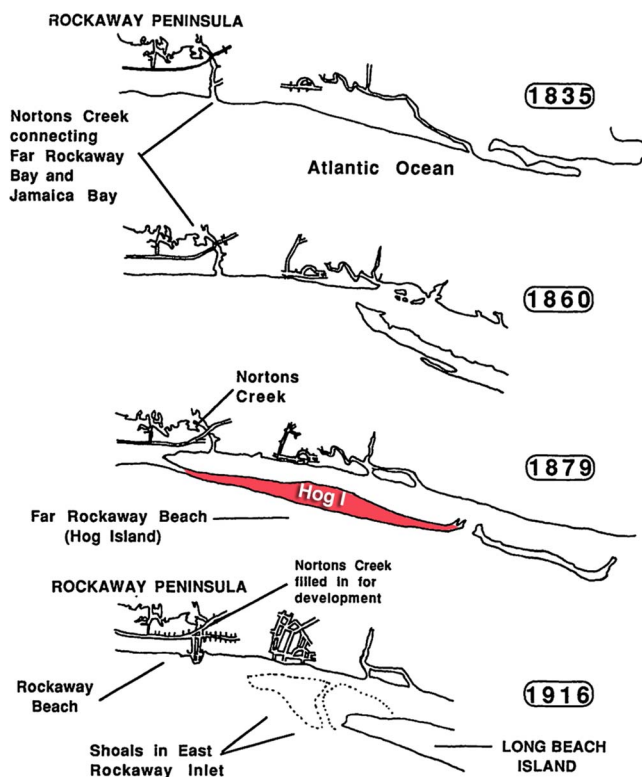 ROCKAWAY PENINSULA
1835
Nortons Creek
connecting
Far Rockaway
Bay and
Jamaica Bay
Atlantic Ocean
1860
Nortons
Creek
1879
Hog I
Far Rockaway Beach
(Hog Island)
Nortons Creek
filled in for
development
ROCKAWAY PENINSULA
Rockaway
Beach
1916
Shoals in East
Rockaway Inlet
LONG BEACH
ISLAND